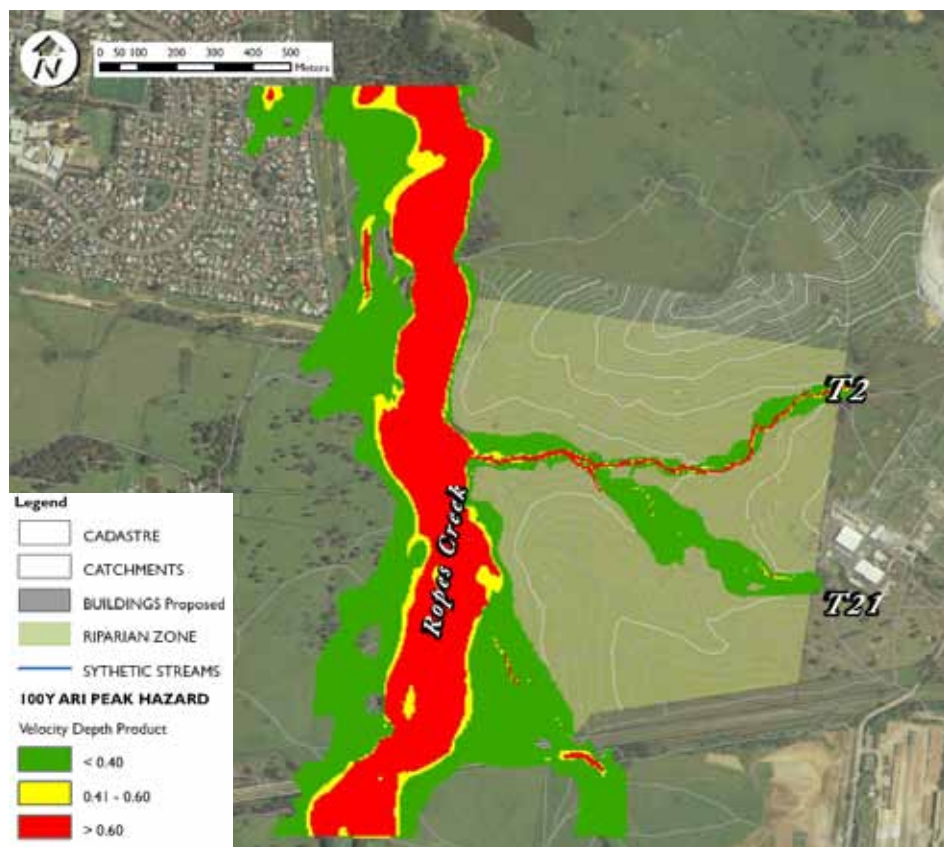 N
0 50 100 200 300 400 500
Meters
T2
Ropes Creek
T21
Legend
CADASTRE
CATCHMENTS
BUILDINGS Proposed
RIPARIAN ZONE
SYTHETIC STREAMS
100Y ARI PEAK HAZARD
Velocity Depth Product
< 0.40
0.41 - 0.60
> 0.60